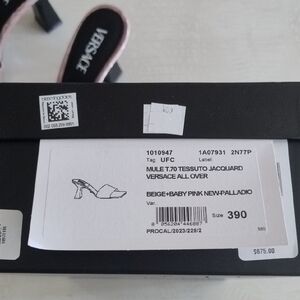 VERSACE
1010947 1A07931 2N77P
Tag UFC Label
MULE T.70 TESSUTO JACQUARD
VERSACE ALL OVER
BEIGE+BABY PINK NEW-PALLADIO
Var.
Size 390
PROCAL/2023/228/2
$875.00